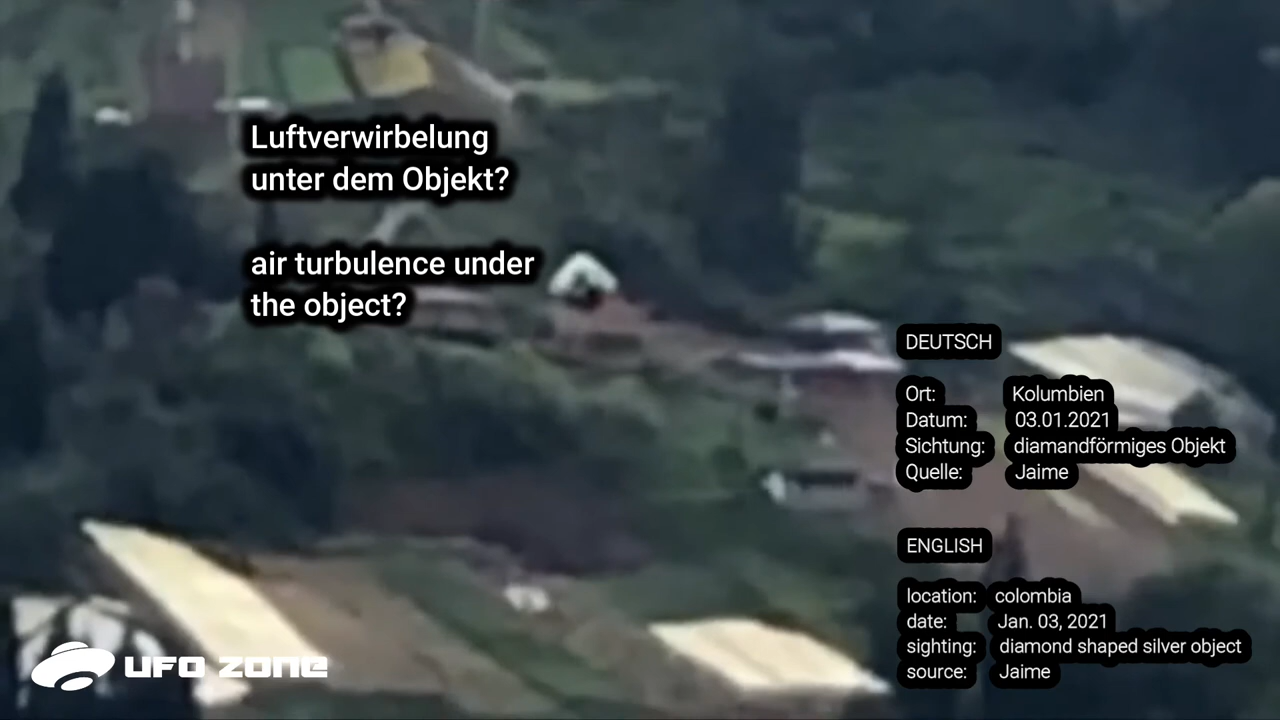 Luftverwirbelung
unter dem Objekt?
air turbulence under
the object?
DEUTSCH
Ort: Kolumbien
Datum: 03.01.2021
Sichtung: diamandförmiges Objekt
Quelle: Jaime
ENGLISH
location: colombia
date: Jan. 03, 2021
sighting: diamond shaped silver object
source: Jaime
UFO ZONE